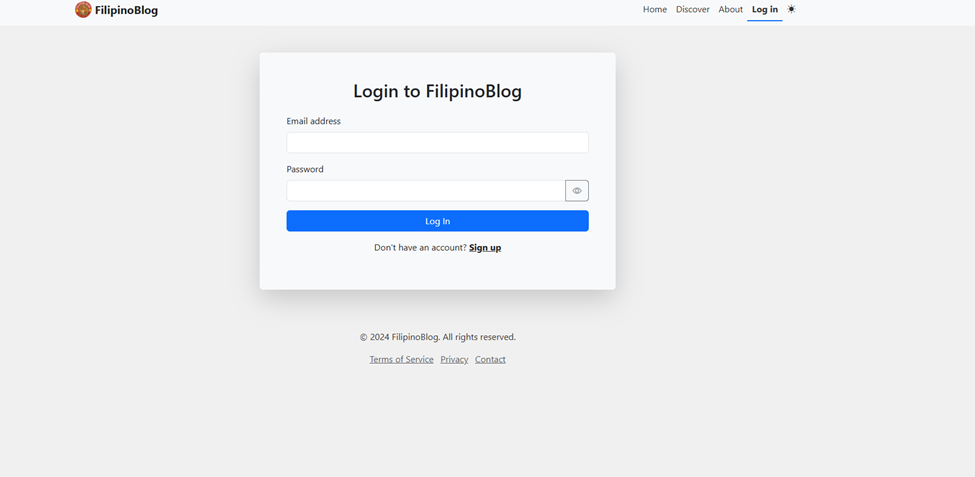 FilipinoBlog
Home Discover About Log in
Login to FilipinoBlog
Email address
Password
Log In
Don't have an account? Sign up
© 2024 FilipinoBlog. All rights reserved.
Terms of Service Privacy Contact